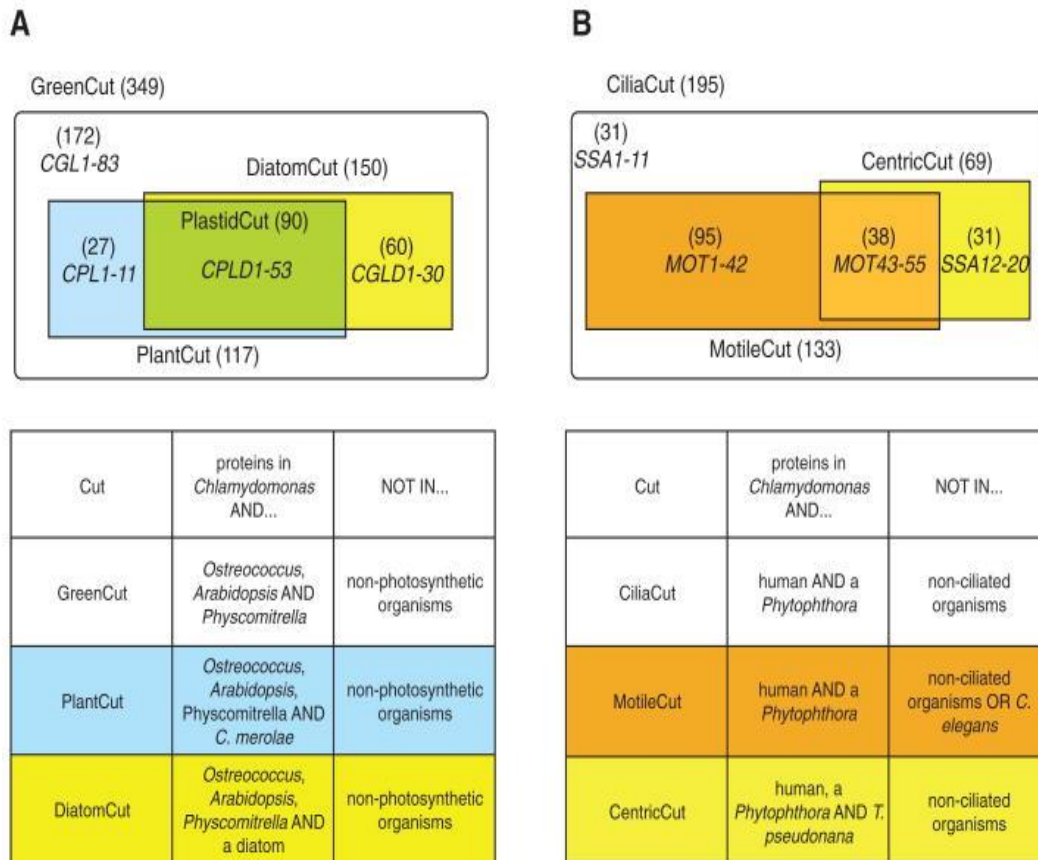 A
GreenCut (349)
(172)
CGL1-83
DiatomCut (150)
PlastidCut (90)
(27)
CPL1-11
CPLD1-53
(60)
CGLD1-30
PlantCut (117)
Cut
proteins in
Chlamydomonas
AND...
NOT IN...
GreenCut
Ostreococcus,
Arabidopsis AND
Physcomitrella
non-photosynthetic
organisms
PlantCut
Ostreococcus,
Arabidopsis,
Physcomitrella AND
C. merolae
non-photosynthetic
organisms
DiatomCut
Ostreococcus,
Arabidopsis,
Physcomitrella AND
a diatom
non-photosynthetic
organisms
B
CiliaCut (195)
(31)
SSA1-11
CentricCut (69)
(95)
MOT1-42
(38)
MOT43-55
(31)
SSA12-20
MotileCut (133)
Cut
proteins in
Chlamydomonas
AND...
NOT IN...
CiliaCut
human AND a
Phytophthora
non-ciliated
organisms
MotileCut
human AND a
Phytophthora
non-ciliated
organisms OR C.
elegans
CentricCut
human, a
Phytophthora AND T.
pseudonana
non-ciliated
organisms